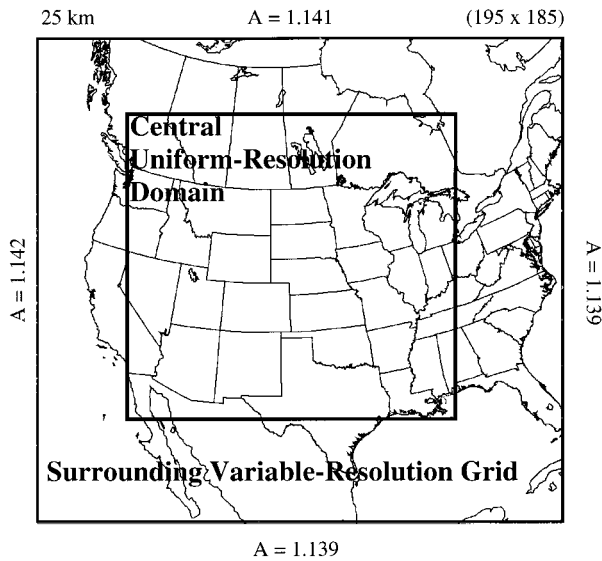 25 km A = 1.141 (195 x 185)
Central
Uniform-Resolution
Domain
A = 1.142
A = 1.139
Surrounding Variable-Resolution Grid
A = 1.139